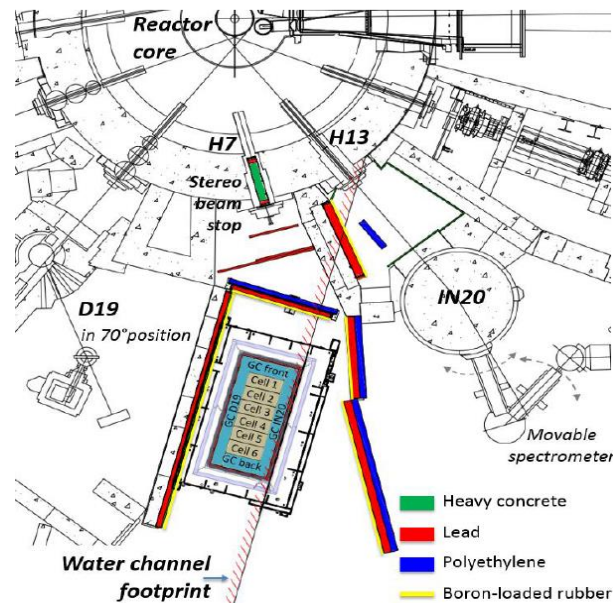 Reactor
core
H7
H13
Stereo
beam
stop
D19
in 70°position
IN20
GC front
Cell 1
Cell 2
Cell 3
Cell 4
Cell 5
Cell 6
GC D19
GC IN20
GC back
Movable
spectrometer
Water channel
footprint
Heavy concrete
Lead
Polyethylene
Boron-loaded rubber